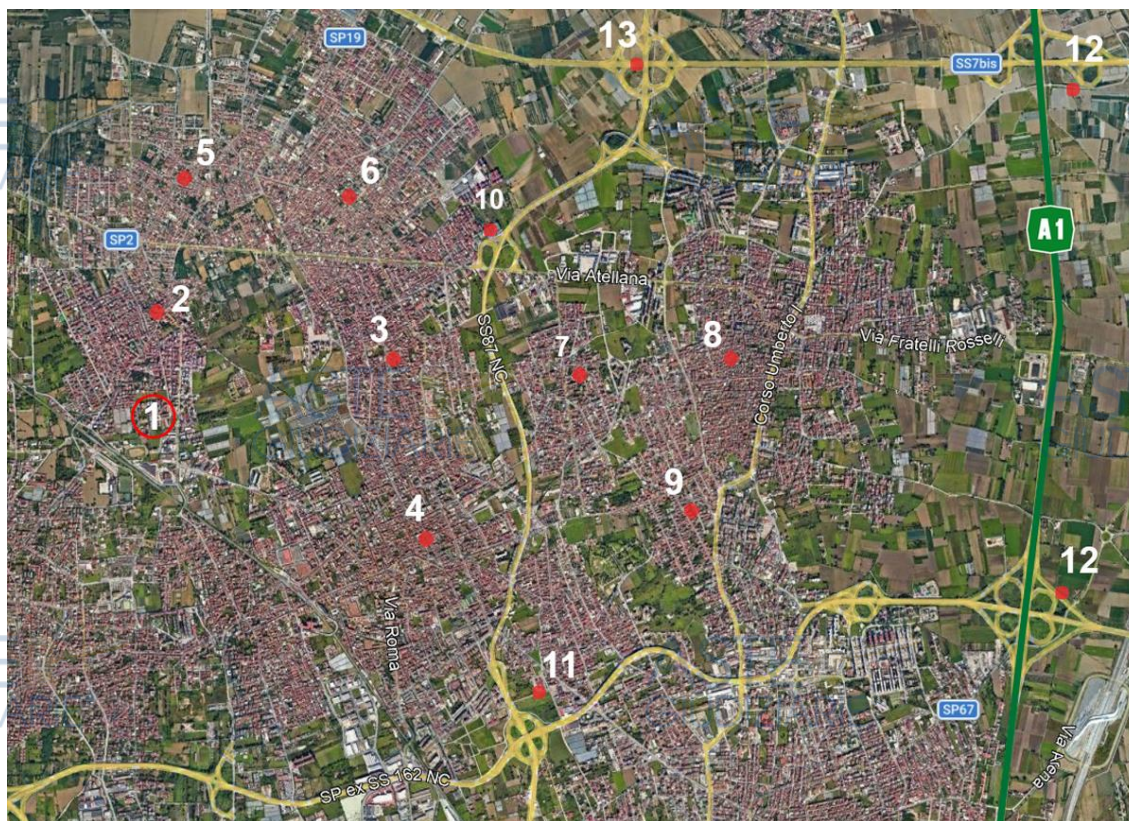 SP19
13
SS7bis
12
5
6
10
A1
SP2
Via Atellana
2
SS87 NC
3
7
8
Corso Umberto I
Via Fratelli Rosselli
1
9
4
12
Via Roma
11
SP67
Via Arena
SP ex SS 162 NC